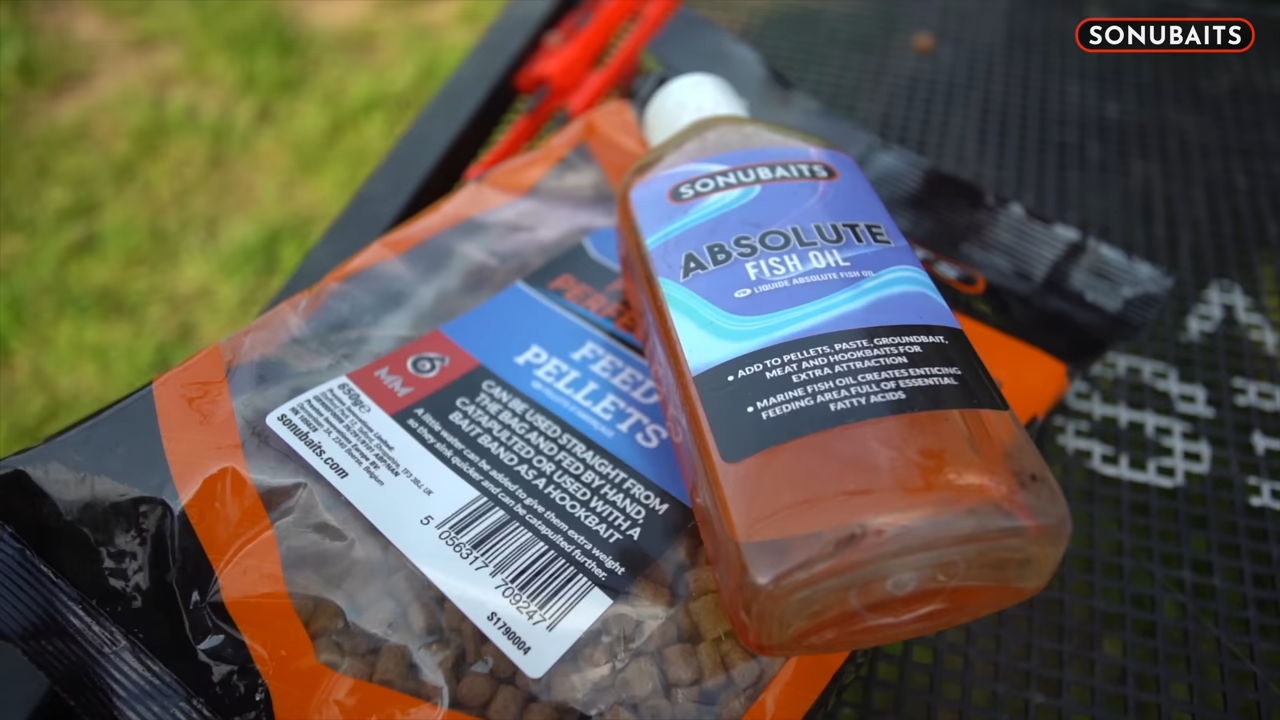 SONUBAITS
SONUBAITS
ABSOLUTE
FISH OIL
LIQUIDE ABSOLUTE FISH OIL
• ADD TO PELLETS, PASTE, GROUNDBAIT,
MEAT AND HOOKBAITS FOR
EXTRA ATTRACTION
• MARINE FISH OIL CREATES ENTICING
FEEDING AREA FULL OF ESSENTIAL
FATTY ACIDS
FEED
PELLETS
6
MM
CAN BE USED STRAIGHT FROM
THE BAG AND FED BY HAND,
CATAPULTED OR USED WITH A
BAIT BAND AS A HOOKBAIT
A little water can be added to give them extra weight
so they sink quicker and can be catapulted further.
650g e
sonubaits.com
5 056317 709247
S1790004